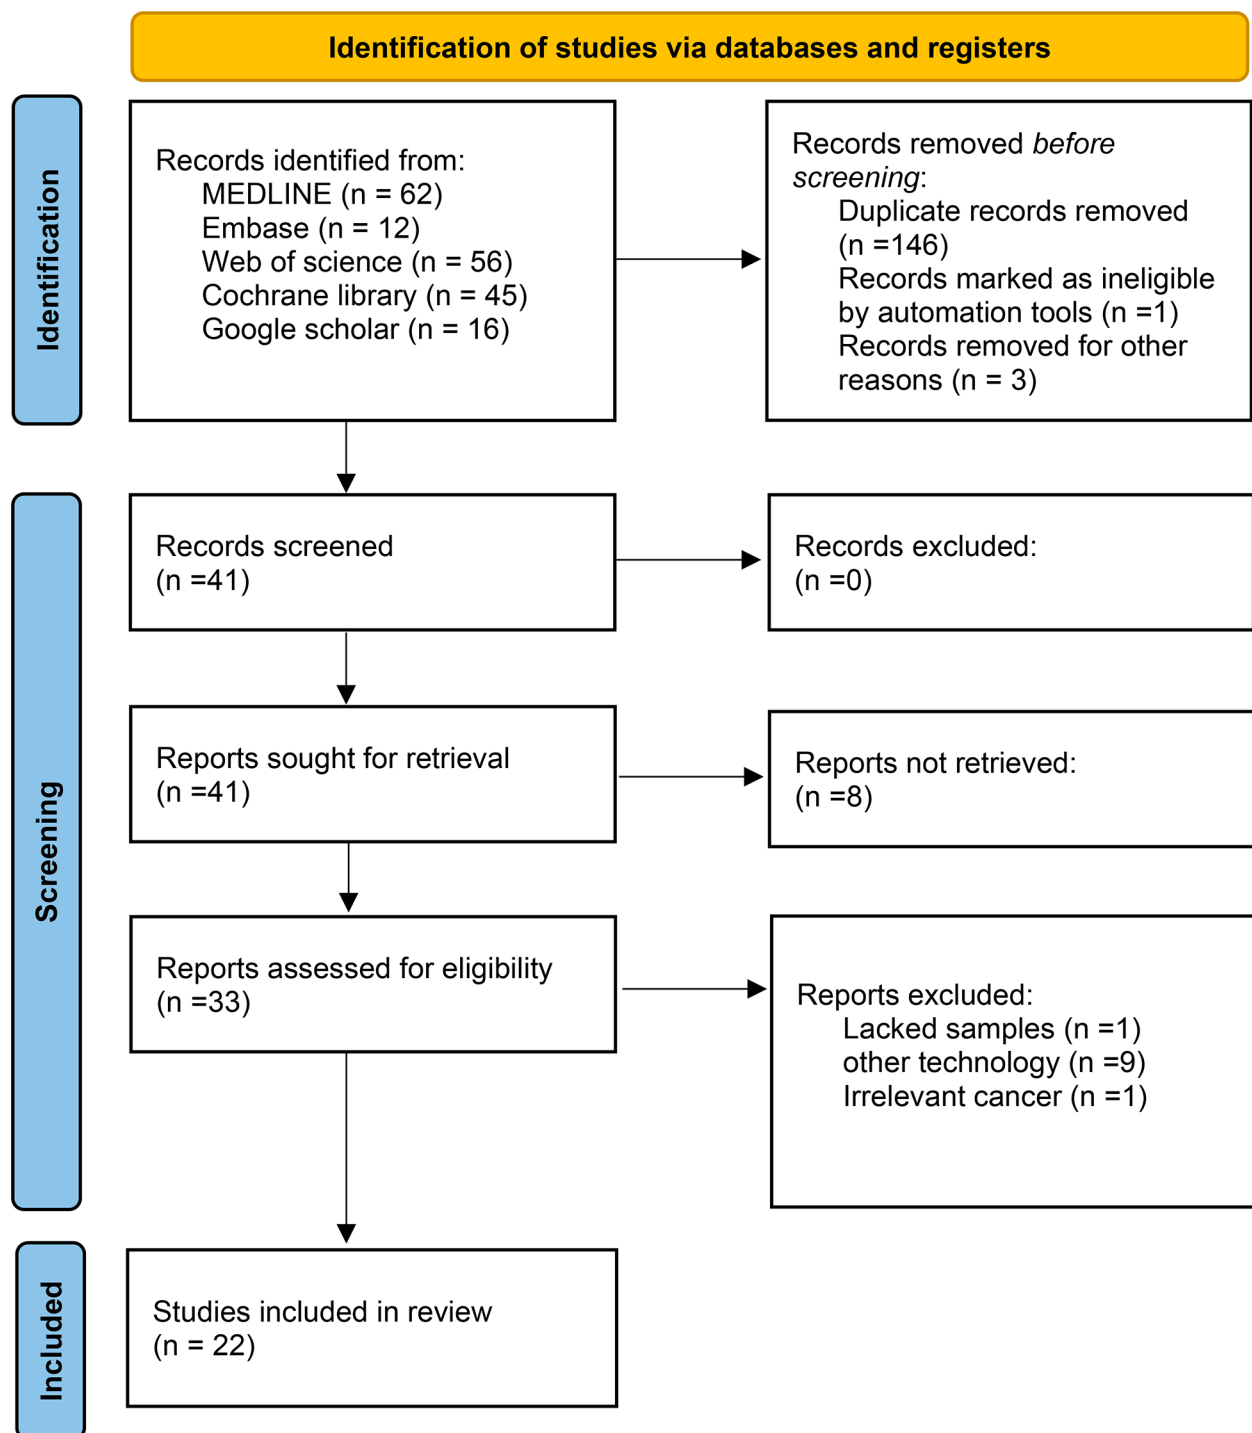 Identification of studies via databases and registers
Identification
Records identified from:
MEDLINE (n = 62)
Embase (n = 12)
Web of science (n = 56)
Cochrane library (n = 45)
Google scholar (n = 16)
Records removed before
screening:
Duplicate records removed
(n =146)
Records marked as ineligible
by automation tools (n =1)
Records removed for other
reasons (n = 3)
Screening
Records screened
(n =41)
Records excluded:
(n =0)
Reports sought for retrieval
(n =41)
Reports not retrieved:
(n =8)
Reports assessed for eligibility
(n =33)
Reports excluded:
Lacked samples (n =1)
other technology (n =9)
Irrelevant cancer (n =1)
Included
Studies included in review
(n = 22)